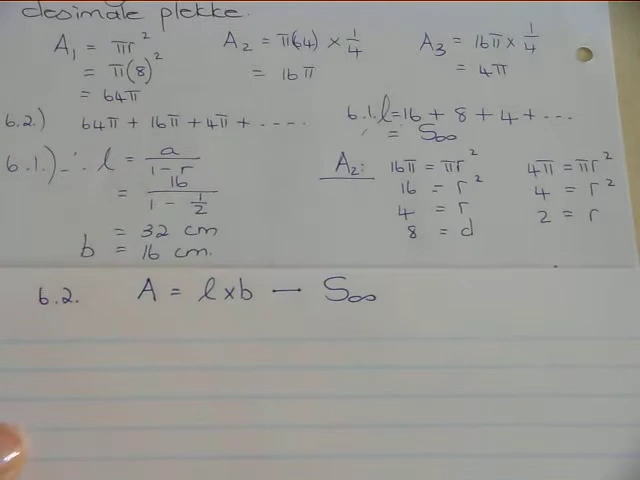 desimale plekke.
A₁ = πr²
= π(8)²
= 64π
A₂ = π(64) × 1/4
= 16π
A₃ = 16π × 1/4
= 4π
6.2.) 64π + 16π + 4π + ....
6.1. l = 16 + 8 + 4 + ...
= S∞
6.1.) ∴ l = a/(1 - r)
= 16/(1 - 1/2)
= 32 cm
b = 16 cm.
A₂: 16π = πr²
16 = r²
4 = r
8 = d
4π = πr²
4 = r²
2 = r
6.2. A = l×b — S∞